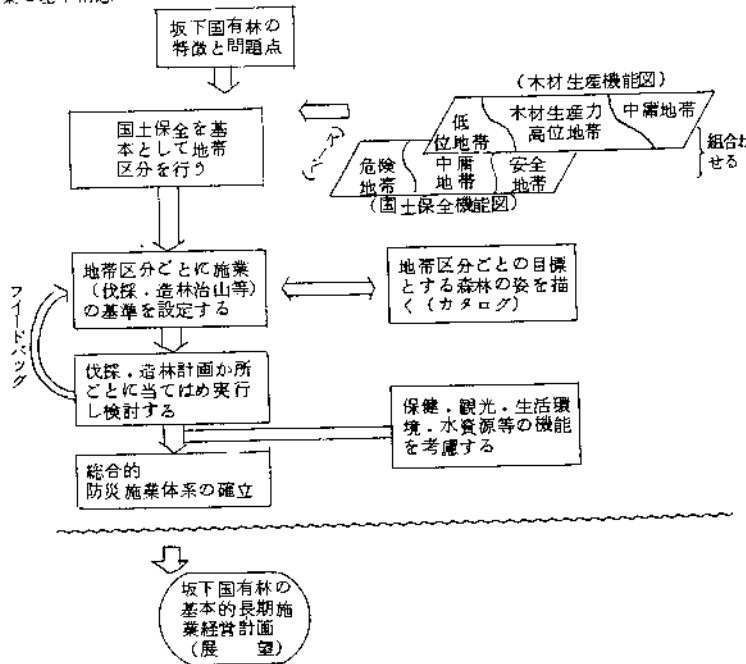 坂下国有林の
特徴と問題点
(木材生産機能図)
低
位地帯
木材生産力
高位地帯
中庸地帯
組合わ
せる
国土保全を基
本として地帯
区分を行う
(ベース)
危険
地帯
中庸
地帯
安全
地帯
(国土保全機能図)
地帯区分ごとに施業
(伐採・造林治山等)
の基準を設定する
地帯区分ごとの目標
とする森林の姿を描
く(カタログ)
フイードバッグ
伐採・造林計画か所
ごとに当てはめ実行
し検討する
保健・観光・生活環
境・水資源等の機能
を考慮する
総合的
防災施業体系の確立
坂下国有林の
基本的長期施
業経営計画
(展 望)